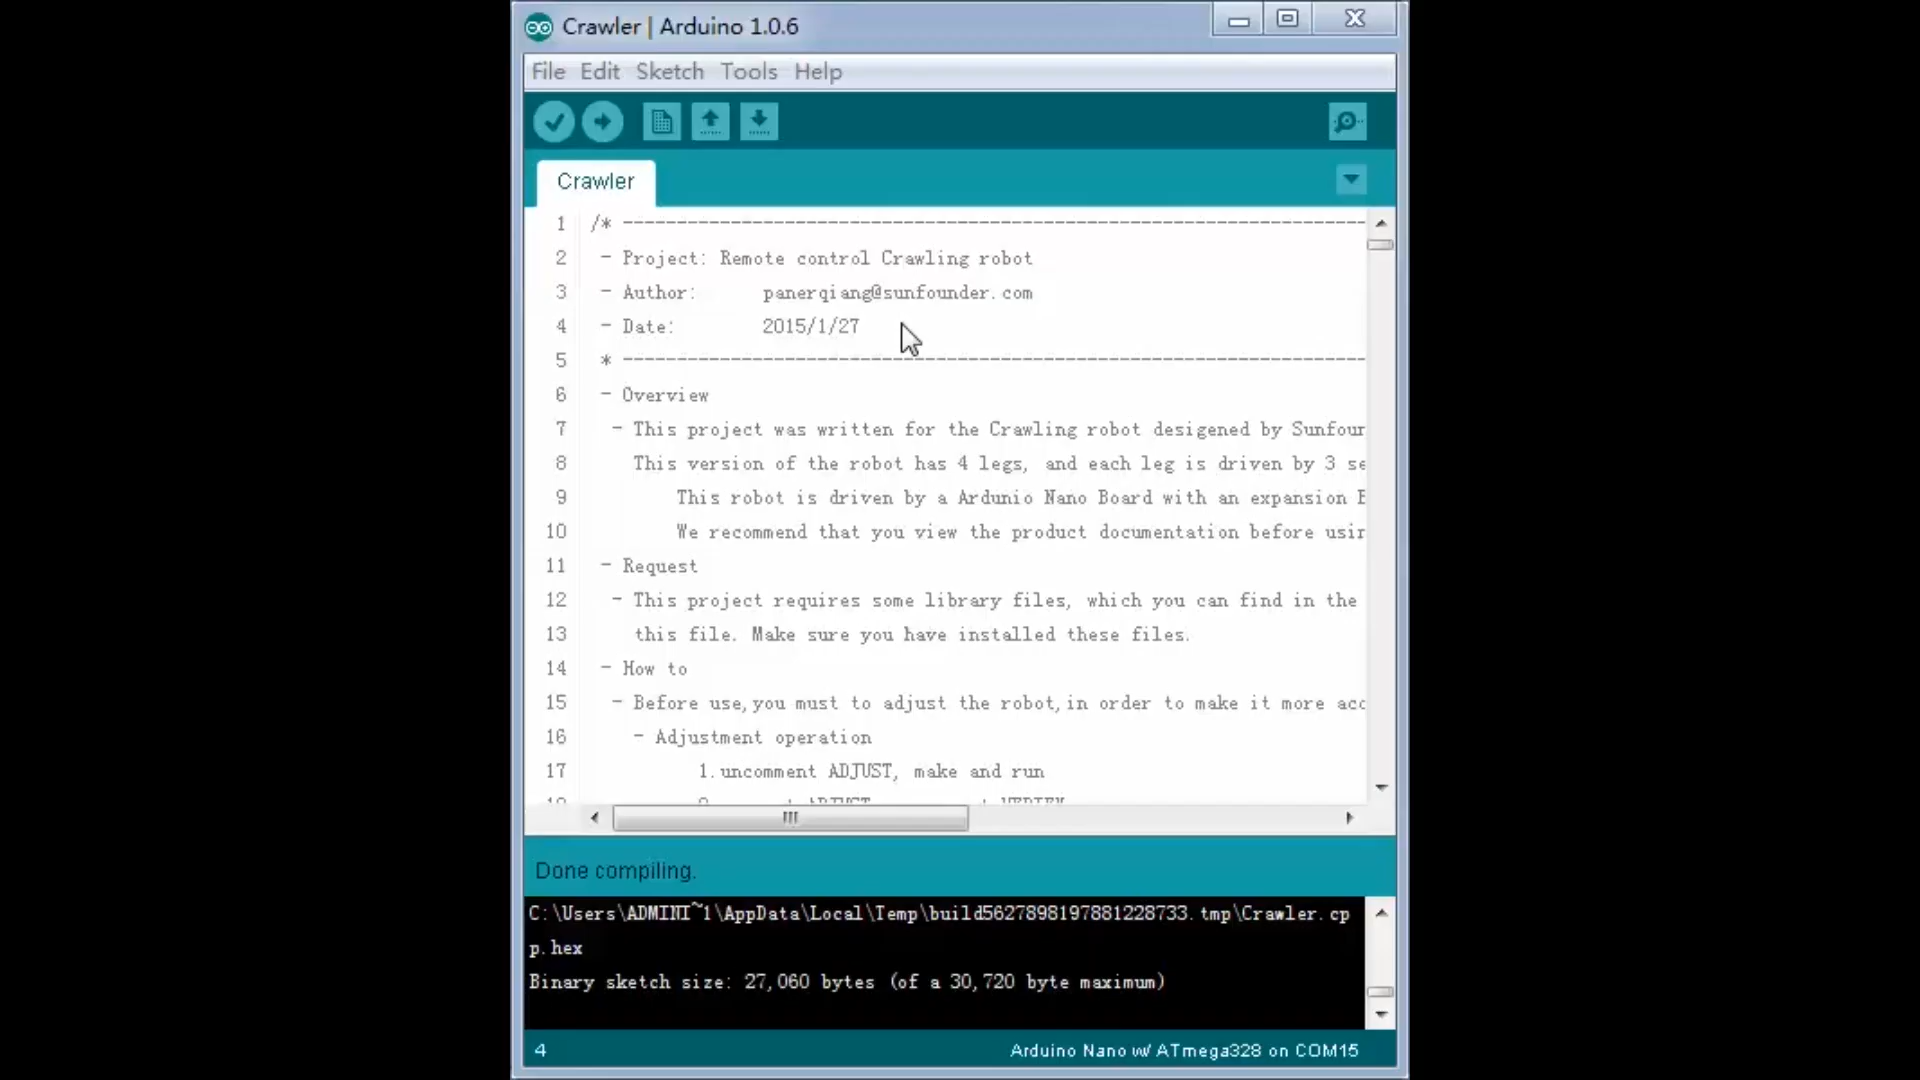 Crawler | Arduino 1.0.6
File Edit Sketch Tools Help
Crawler
1 /* ----------------------------------------------------------------------
2 - Project: Remote control Crawling robot
3 - Author: panerqiang@sunfounder.com
4 - Date: 2015/1/27
5 * ----------------------------------------------------------------------
6 - Overview
7 - This project was written for the Crawling robot desigened by Sunfour
8 This version of the robot has 4 legs, and each leg is driven by 3 se
9 This robot is driven by a Ardunio Nano Board with an expansion
10 We recommend that you view the product documentation before usin
11 - Request
12 - This project requires some library files, which you can find in the
13 this file. Make sure you have installed these files.
14 - How to
15 - Before use,you must to adjust the robot,in order to make it more acc
16 - Adjustment operation
17 1.uncomment ADJUST, make and run
Done compiling.
C:\Users\ADMINI~1\AppData\Local\Temp\build5627898197881228733.tmp\Crawler.cp
p.hex
Binary sketch size: 27,060 bytes (of a 30,720 byte maximum)
4 Arduino Nano w/ ATmega328 on COM15